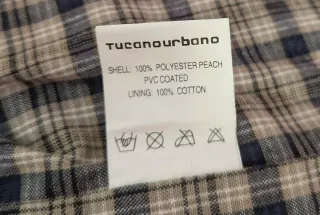 Tucanourbano
SHELL: 100% POLYESTER PEACH
PVC COATED
LINING: 100% COTTON